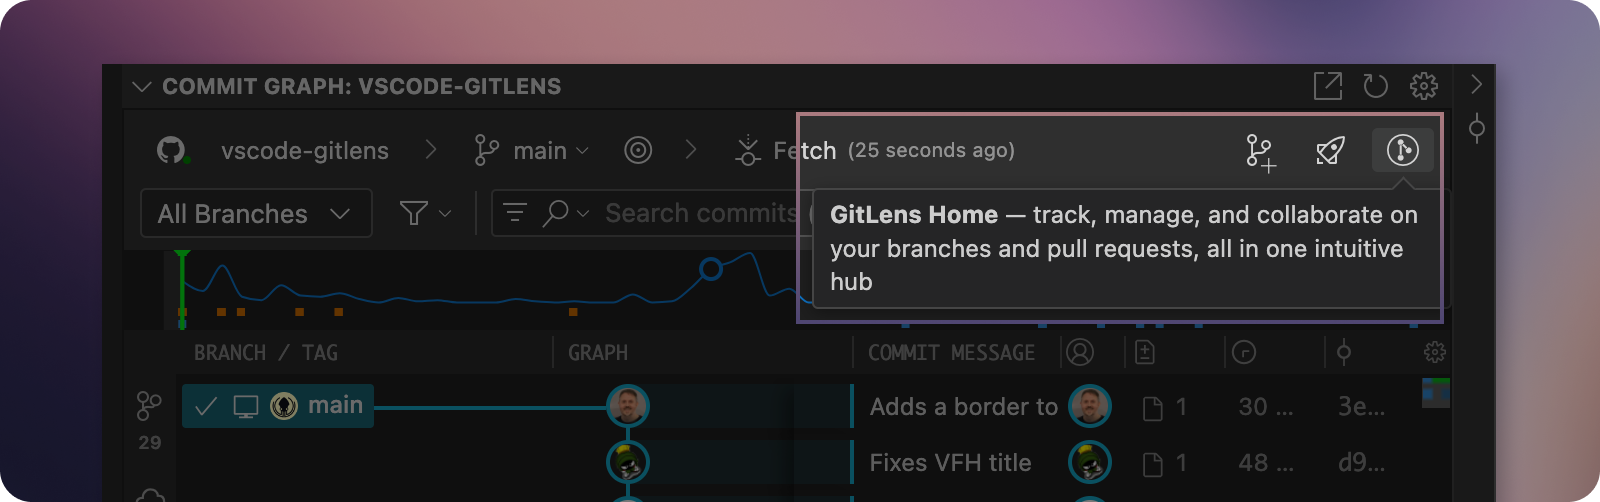 COMMIT GRAPH: VSCODE-GITLENS
vscode-gitlens main Fetch (25 seconds ago)
All Branches Search commits
GitLens Home — track, manage, and collaborate on
your branches and pull requests, all in one intuitive
hub
BRANCH / TAG GRAPH COMMIT MESSAGE
main Adds a border to 1 30 ... 3e...
29
Fixes VFH title 1 48 ... d9...